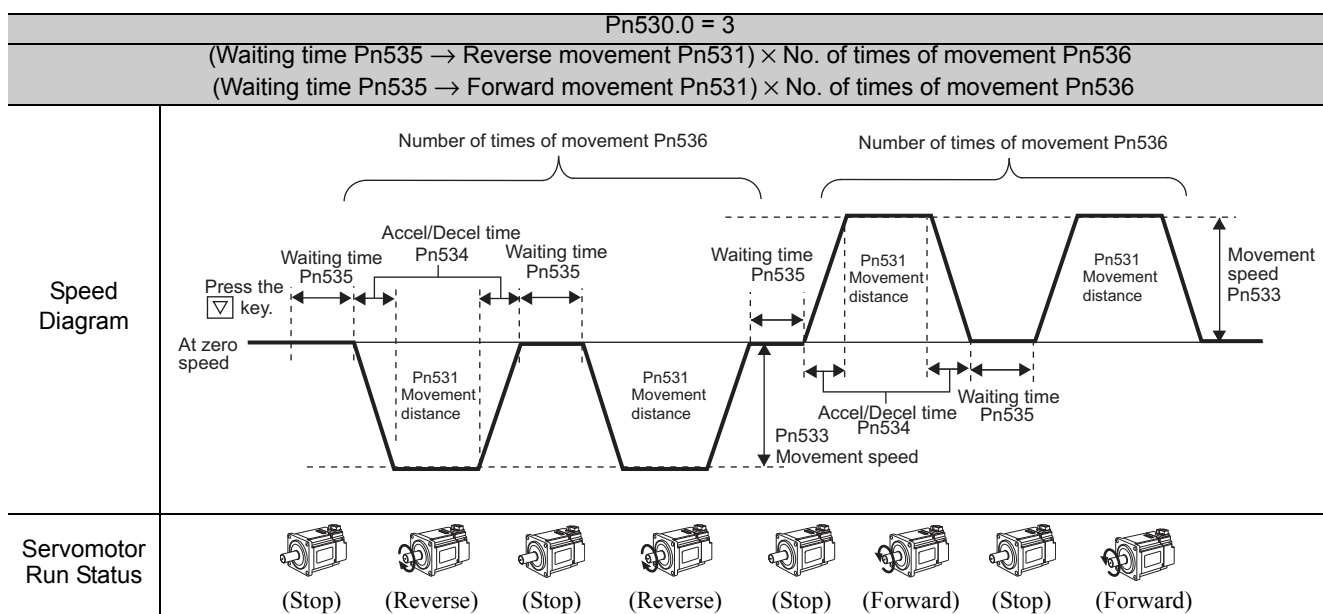 Pn530.0 = 3
(Waiting time Pn535 → Reverse movement Pn531) × No. of times of movement Pn536
(Waiting time Pn535 → Forward movement Pn531) × No. of times of movement Pn536
Speed
Diagram
Number of times of movement Pn536
Number of times of movement Pn536
Press the
▽ key.
Waiting time
Pn535
Accel/Decel time
Pn534
Waiting time
Pn535
Waiting time
Pn535
Pn531
Movement
distance
Pn531
Movement
distance
Movement
speed
Pn533
At zero
speed
Pn531
Movement
distance
Pn531
Movement
distance
Pn533
Movement speed
Accel/Decel time
Pn534
Waiting time
Pn535
Servomotor
Run Status
(Stop) (Reverse) (Stop) (Reverse) (Stop) (Forward) (Stop) (Forward)